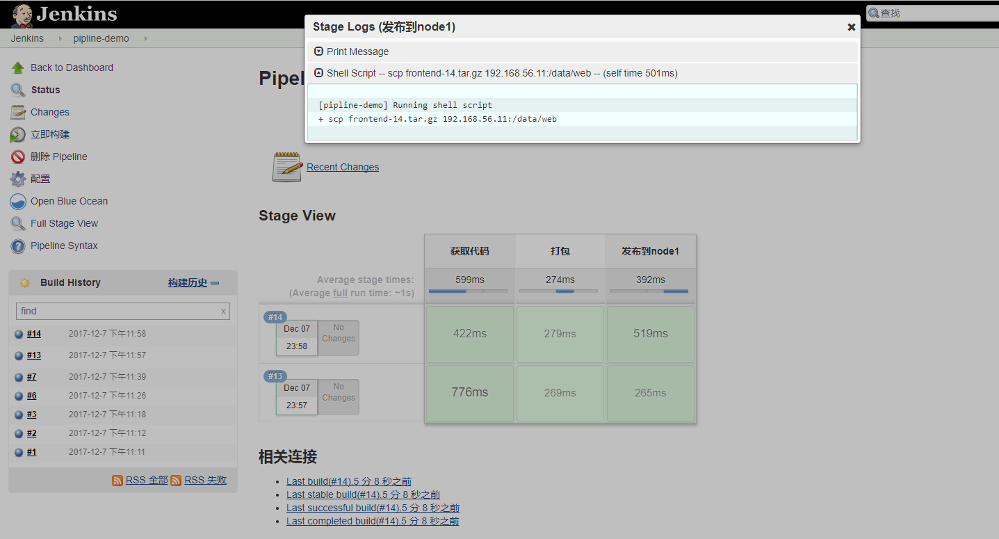 Jenkins
查找
Jenkins
pipline-demo
Stage Logs (发布到node1)
Print Message
Shell Script -- scp frontend-14.tar.gz 192.168.56.11:/data/web -- (self time 501ms)
[pipline-demo] Running shell script
+ scp frontend-14.tar.gz 192.168.56.11:/data/web
Back to Dashboard
Status
Changes
立即构建
删除 Pipeline
配置
Open Blue Ocean
Full Stage View
Pipeline Syntax
Build History 构建历史
find x
#14 2017-12-7 下午11:58
#13 2017-12-7 下午11:57
#7 2017-12-7 下午11:39
#6 2017-12-7 下午11:26
#3 2017-12-7 下午11:18
#2 2017-12-7 下午11:12
#1 2017-12-7 下午11:11
RSS 全部 RSS 失败
Recent Changes
Stage View
获取代码 打包 发布到node1
Average stage times: 599ms 274ms 392ms
(Average full run time: ~1s)
#14
Dec 07
23:58
No
Changes
422ms 279ms 519ms
#13
Dec 07
23:57
No
Changes
776ms 269ms 265ms
相关连接
Last build(#14),5 分 8 秒之前
Last stable build(#14),5 分 8 秒之前
Last successful build(#14),5 分 8 秒之前
Last completed build(#14),5 分 8 秒之前